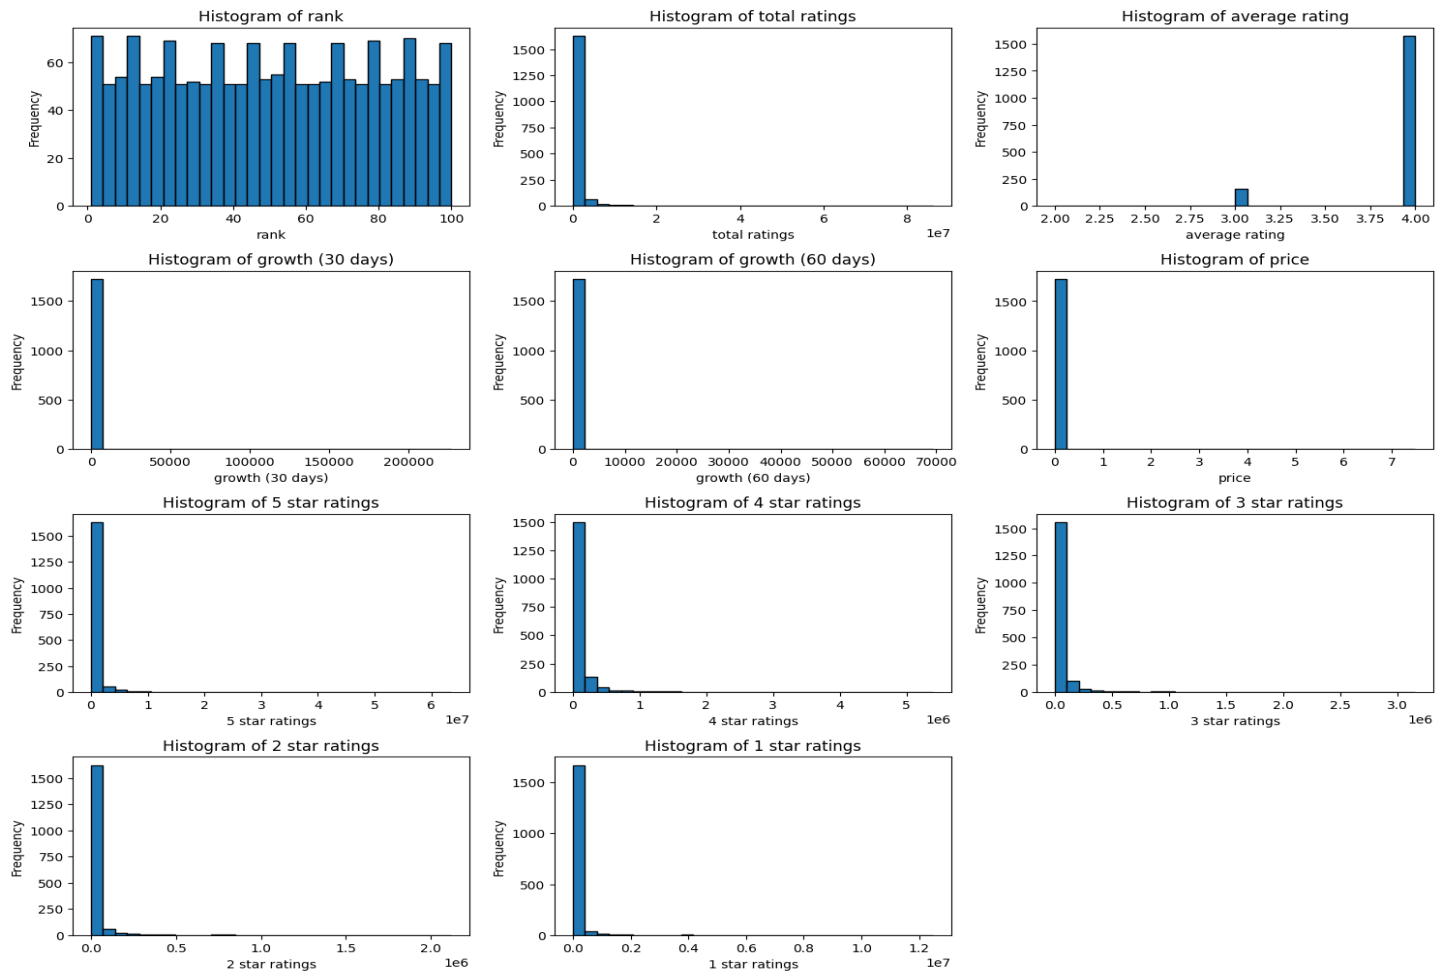 Histogram of rank
Frequency
60
40
20
0
0 20 40 60 80 100
rank
Histogram of total ratings
Frequency
1500
1250
1000
750
500
250
0
0 2 4 6 8
1e7
total ratings
Histogram of average rating
Frequency
1500
1250
1000
750
500
250
0
2.00 2.25 2.50 2.75 3.00 3.25 3.50 3.75 4.00
average rating
Histogram of growth (30 days)
Frequency
1500
1000
500
0
0 50000 100000 150000 200000
growth (30 days)
Histogram of growth (60 days)
Frequency
1500
1000
500
0
0 10000 20000 30000 40000 50000 60000 70000
growth (60 days)
Histogram of price
Frequency
1500
1000
500
0
0 1 2 3 4 5 6 7
price
Histogram of 5 star ratings
Frequency
1500
1250
1000
750
500
250
0
0 1 2 3 4 5 6
1e7
5 star ratings
Histogram of 4 star ratings
Frequency
1500
1250
1000
750
500
250
0
0 1 2 3 4 5
1e6
4 star ratings
Histogram of 3 star ratings
Frequency
1500
1250
1000
750
500
250
0
0.0 0.5 1.0 1.5 2.0 2.5 3.0
1e6
3 star ratings
Histogram of 2 star ratings
Frequency
1500
1250
1000
750
500
250
0
0.0 0.5 1.0 1.5 2.0
1e6
2 star ratings
Histogram of 1 star ratings
Frequency
1500
1000
500
0
0.0 0.2 0.4 0.6 0.8 1.0 1.2
1e7
1 star ratings